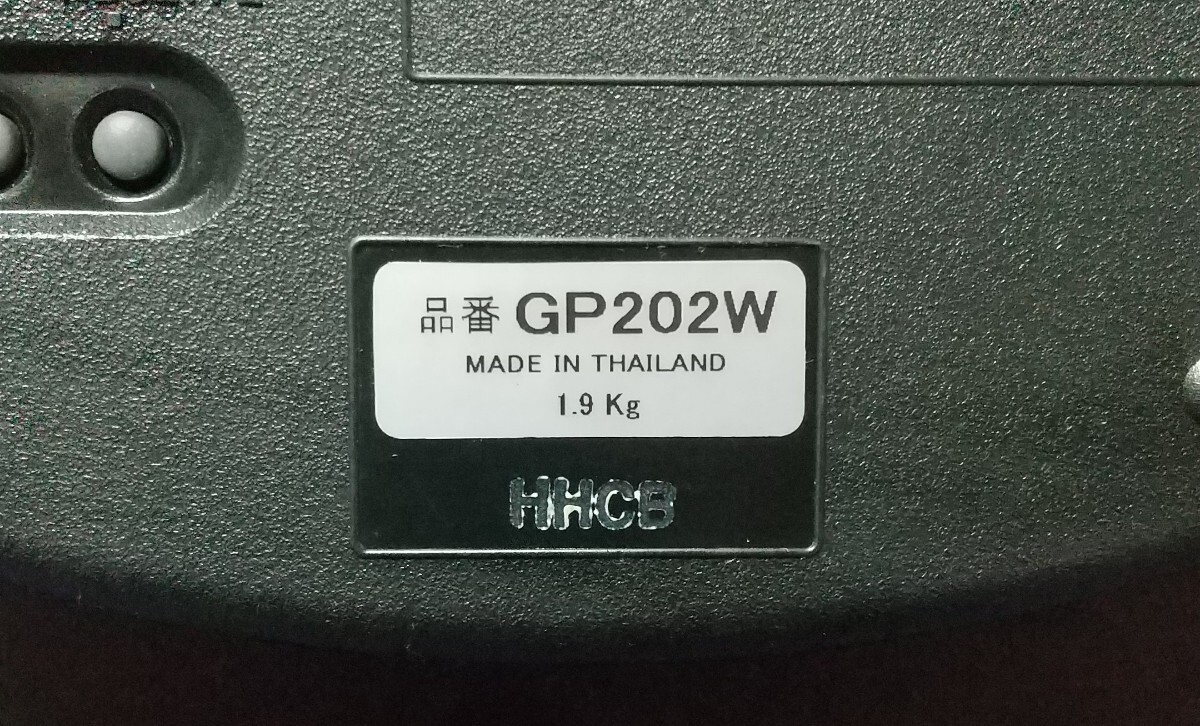 品番 GP202W
MADE IN THAILAND
1.9 Kg
HHCB